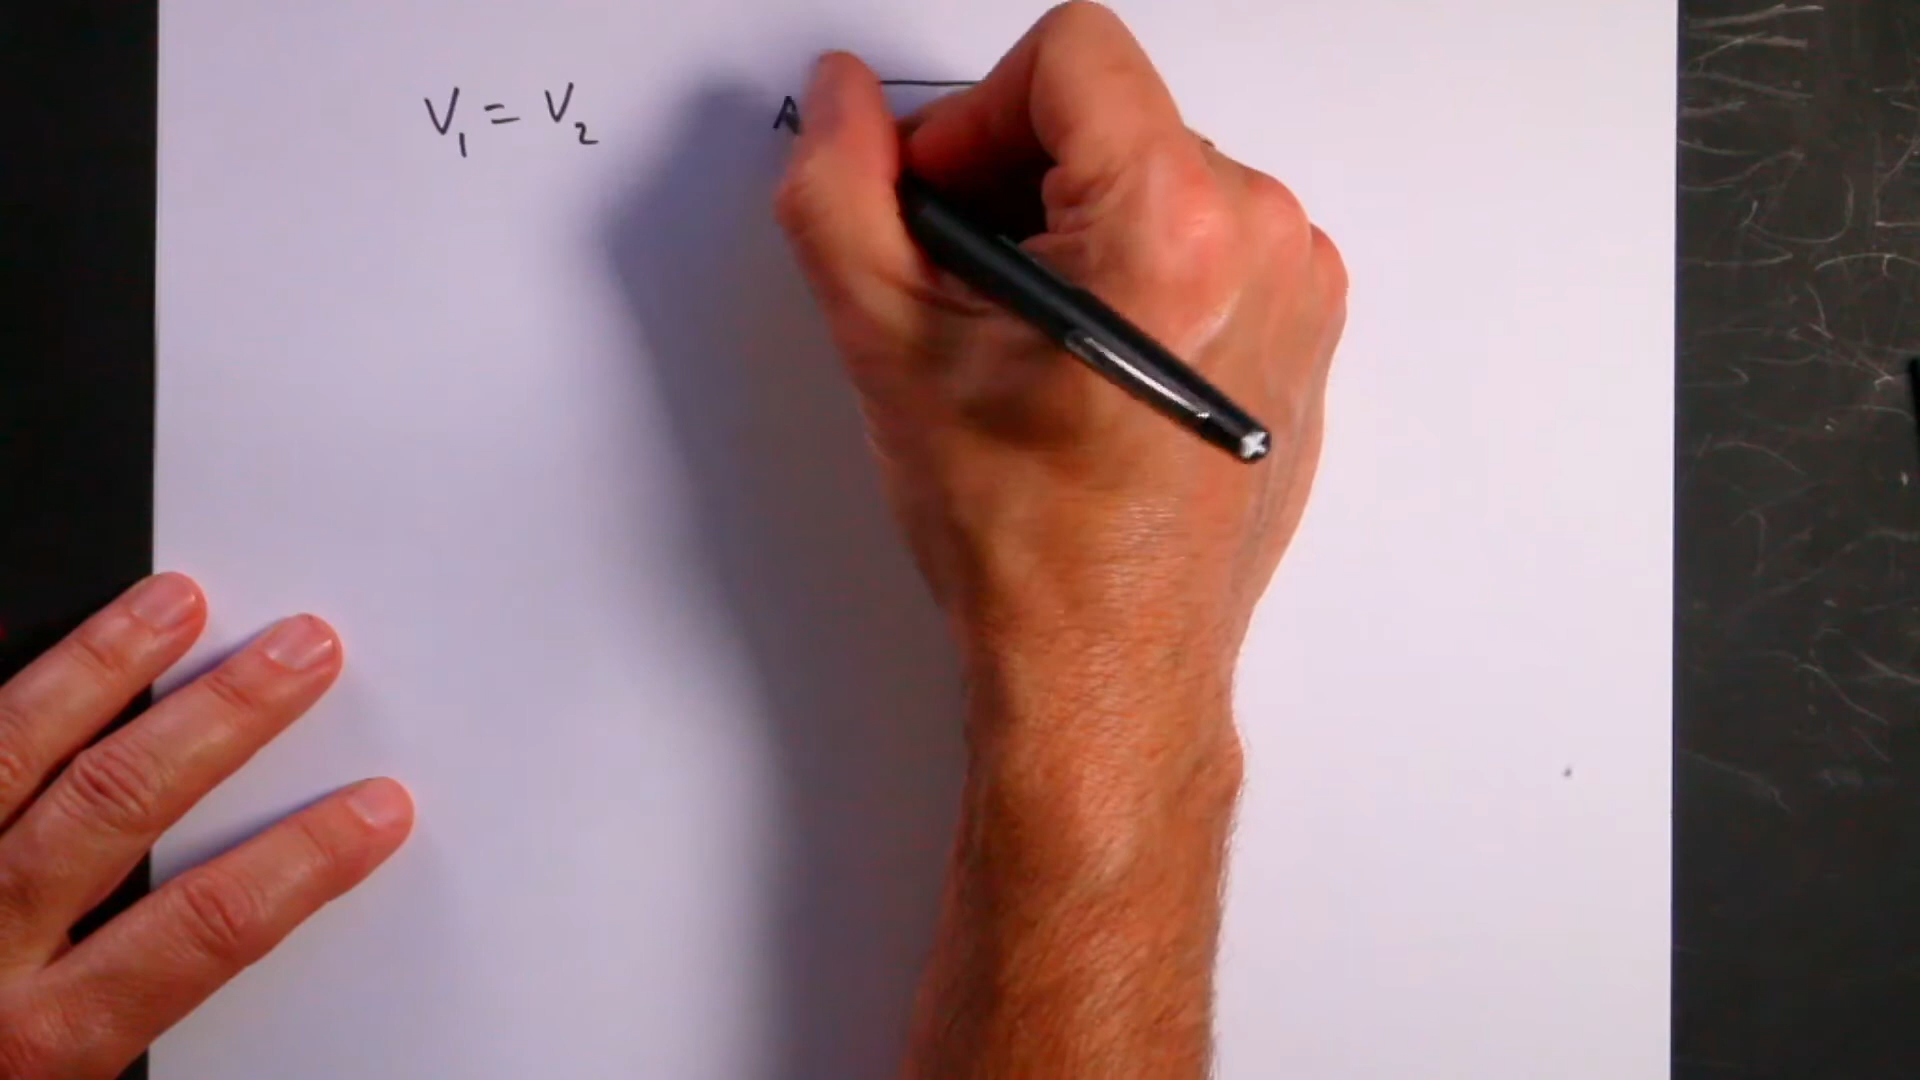 V₁ = V₂ A